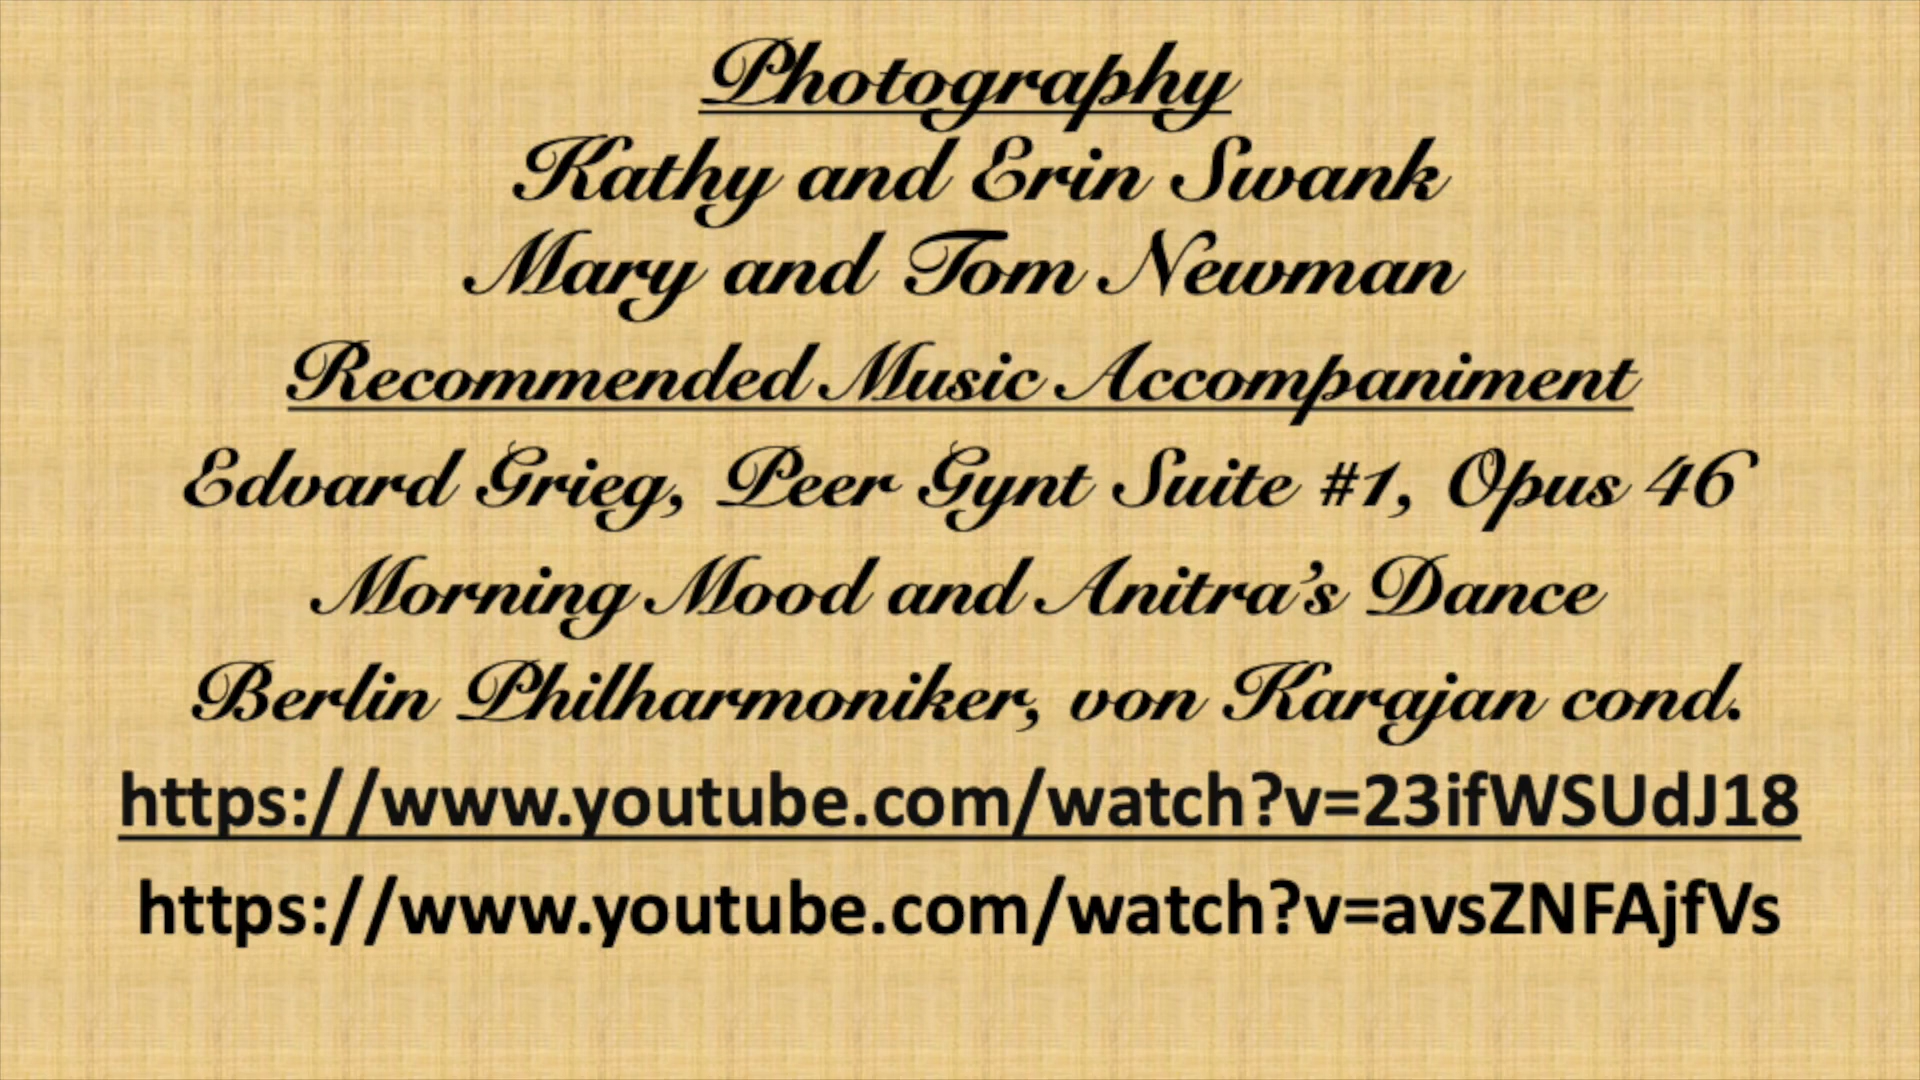 Photography
Kathy and Erin Swank
Mary and Tom Newman
Recommended Music Accompaniment
Edvard Grieg, Peer Gynt Suite #1, Opus 46
Morning Mood and Anitra’s Dance
Berlin Philharmoniker, von Karajan cond.
https://www.youtube.com/watch?v=23ifWSUdJ18
https://www.youtube.com/watch?v=avsZNFAjfVs